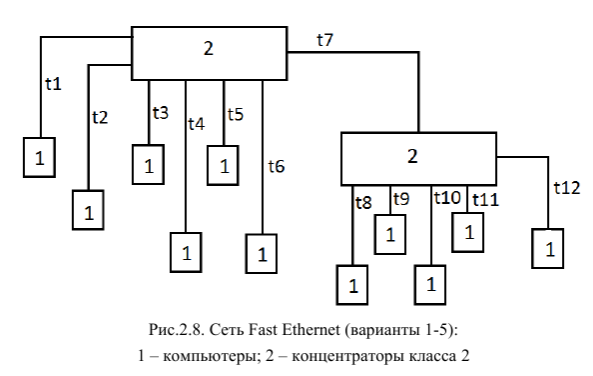 2
t7
t1
t2
t3
t4
t5
t6
1
1
1
1
1
1
2
t8
t9
t10
t11
t12
1
1
1
1
1
Рис.2.8. Сеть Fast Ethernet (варианты 1-5):
1 – компьютеры; 2 – концентраторы класса 2